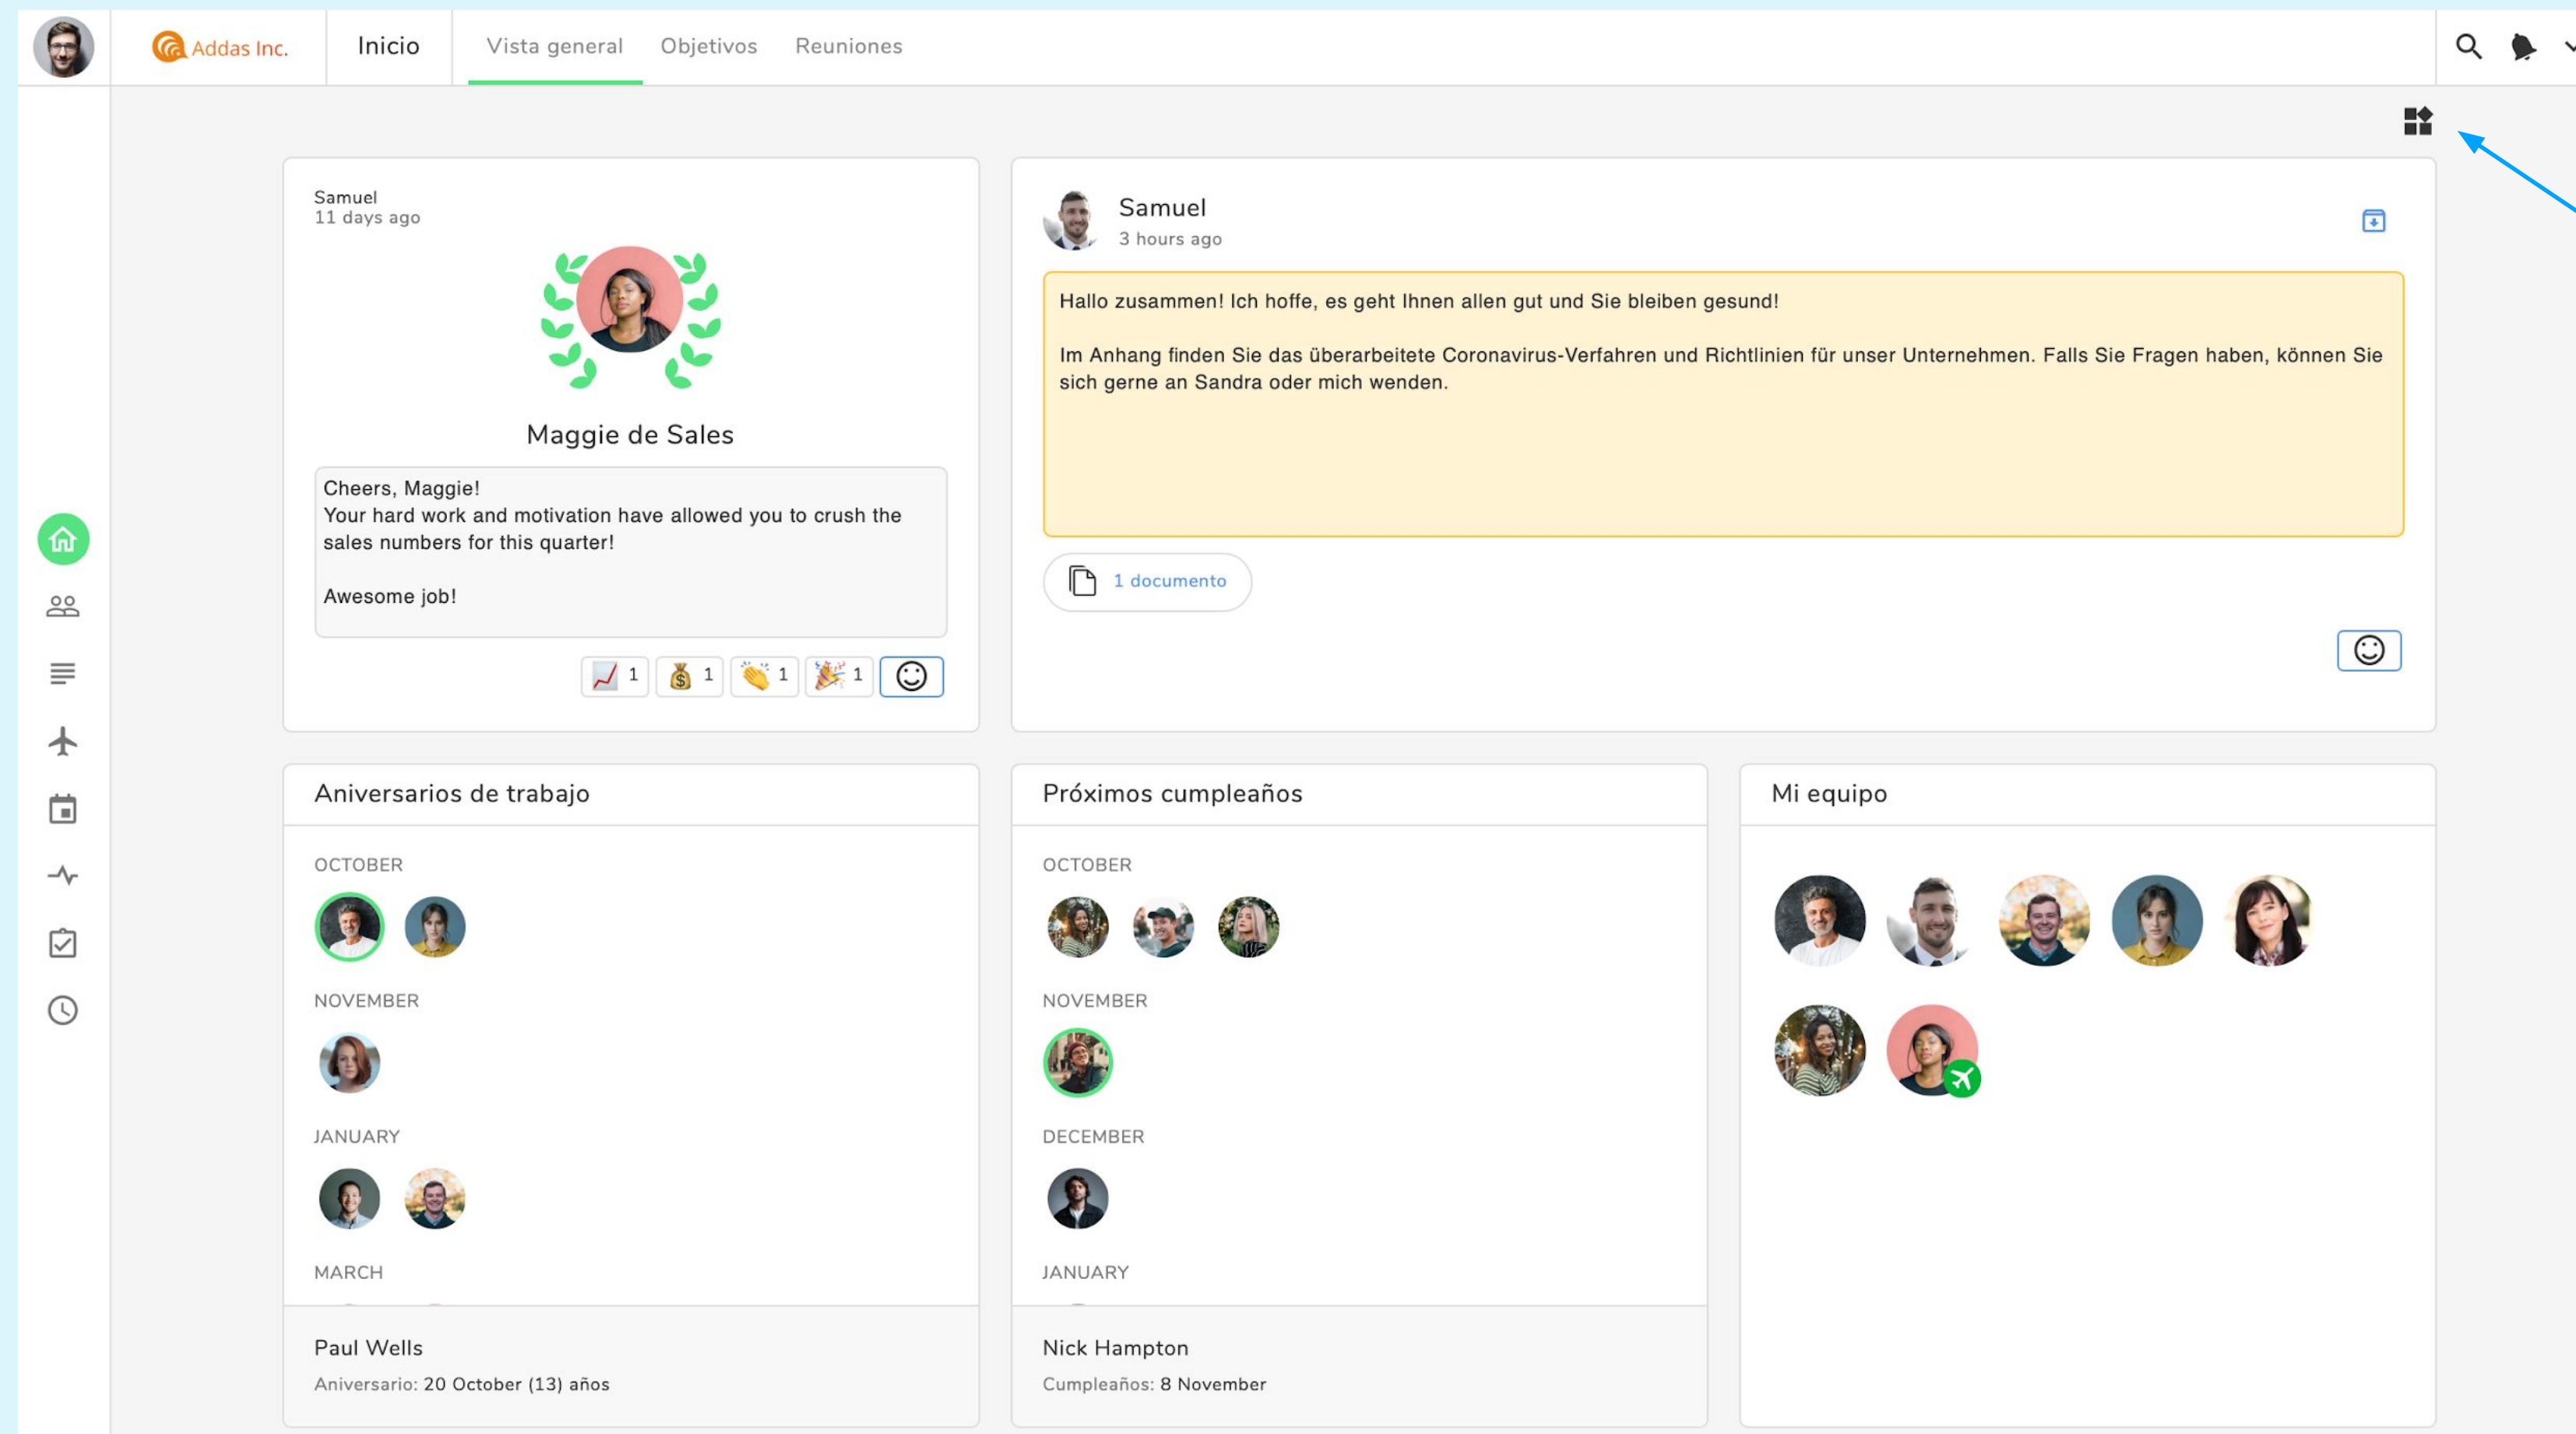 Addas Inc.
Inicio
Vista general
Objetivos
Reuniones
Samuel
11 days ago
Maggie de Sales
Cheers, Maggie!
Your hard work and motivation have allowed you to crush the
sales numbers for this quarter!
Awesome job!
1
1
1
1
Samuel
3 hours ago
Hallo zusammen! Ich hoffe, es geht Ihnen allen gut und Sie bleiben gesund!
Im Anhang finden Sie das überarbeitete Coronavirus-Verfahren und Richtlinien für unser Unternehmen. Falls Sie Fragen haben, können Sie
sich gerne an Sandra oder mich wenden.
1 documento
Aniversarios de trabajo
OCTOBER
NOVEMBER
JANUARY
MARCH
Paul Wells
Aniversario: 20 October (13) años
Próximos cumpleaños
OCTOBER
NOVEMBER
DECEMBER
JANUARY
Nick Hampton
Cumpleaños: 8 November
Mi equipo